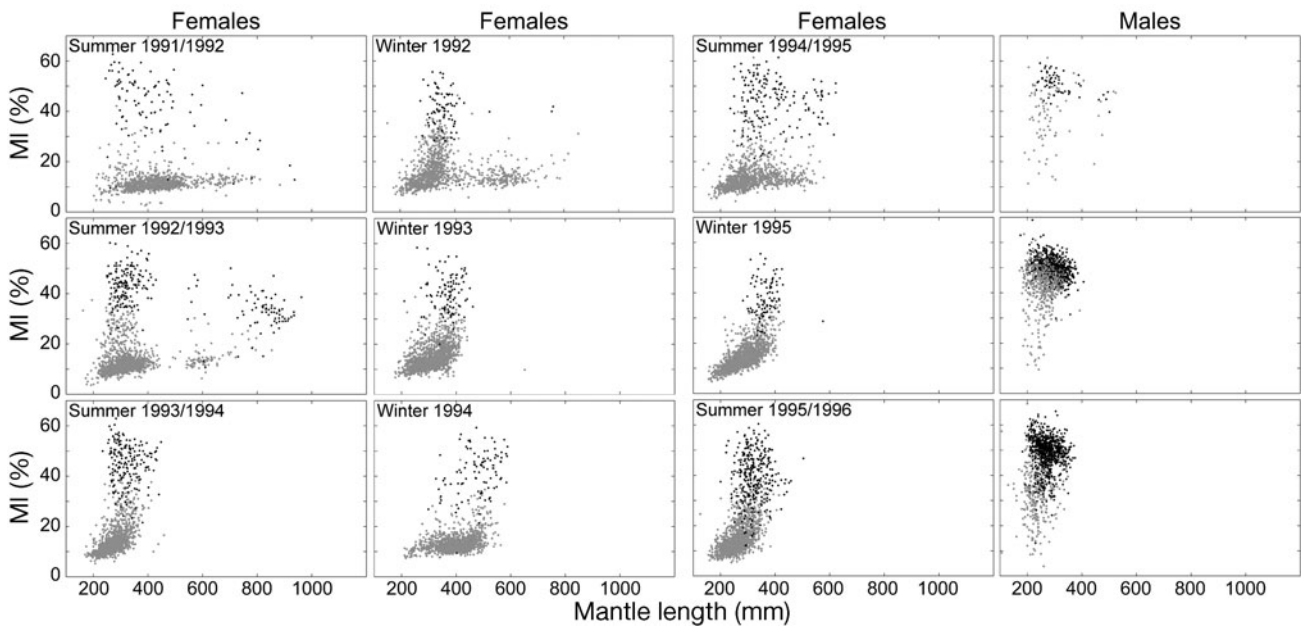 Females Females Females Males
Summer 1991/1992 Winter 1992 Summer 1994/1995
MI (%)
60
40
20
0
Summer 1992/1993 Winter 1993 Winter 1995
MI (%)
60
40
20
0
Summer 1993/1994 Winter 1994 Summer 1995/1996
MI (%)
60
40
20
0
200 400 600 800 1000 200 400 600 800 1000 200 400 600 800 1000 200 400 600 800 1000
Mantle length (mm)